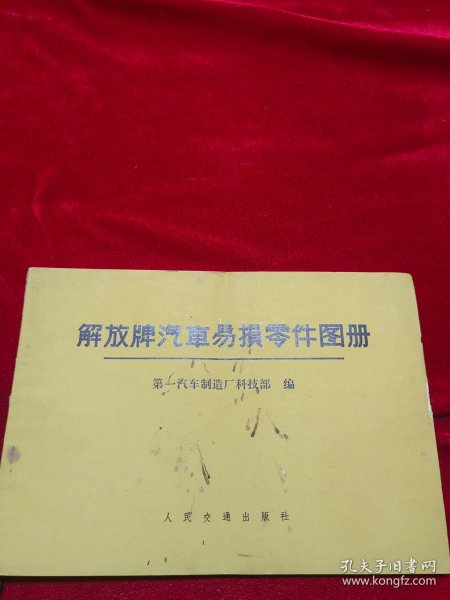 解放牌汽車易損零件图册
第一汽车制造厂科技部 编
人民交通出版社
孔夫子旧书网
www.kongfz.com